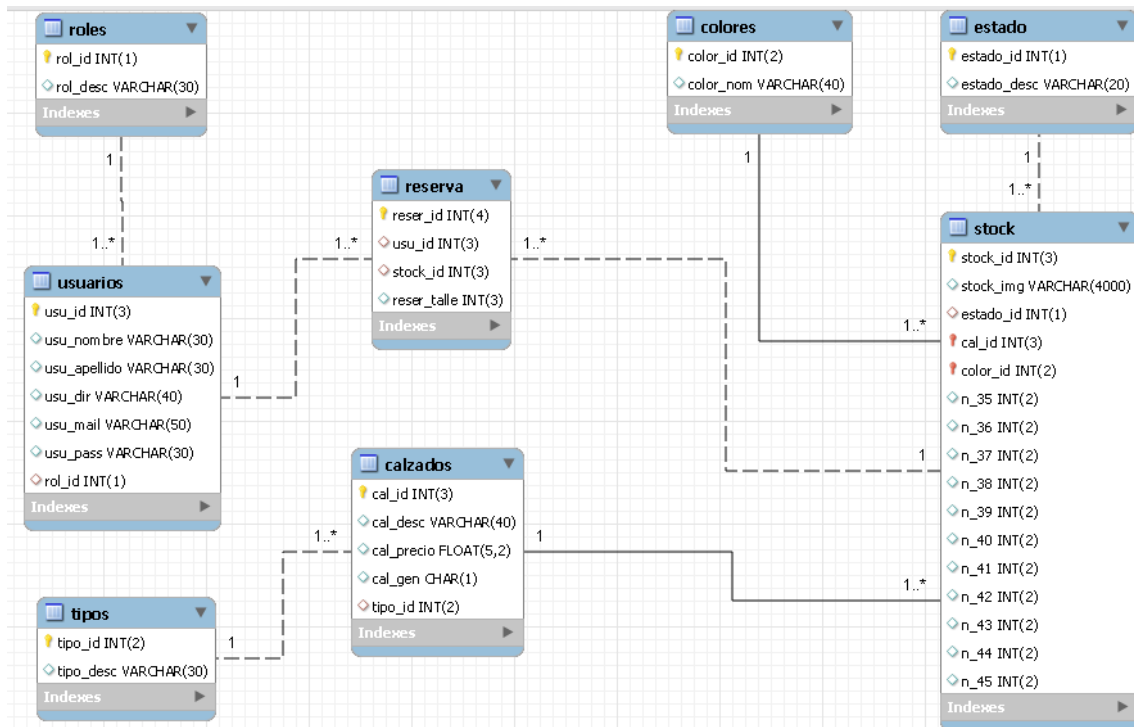 roles
rol_id INT(1)
rol_desc VARCHAR(30)
Indexes
1
1..*
usuarios
usu_id INT(3)
usu_nombre VARCHAR(30)
usu_apellido VARCHAR(30)
usu_dir VARCHAR(40)
usu_mail VARCHAR(50)
usu_pass VARCHAR(30)
rol_id INT(1)
Indexes
1
1..*
reserva
reser_id INT(4)
usu_id INT(3)
stock_id INT(3)
reser_talle INT(3)
Indexes
1..*
1
colores
color_id INT(2)
color_nom VARCHAR(40)
Indexes
1
1..*
estado
estado_id INT(1)
estado_desc VARCHAR(20)
Indexes
1
1..*
stock
stock_id INT(3)
stock_img VARCHAR(4000)
estado_id INT(1)
cal_id INT(3)
color_id INT(2)
n_35 INT(2)
n_36 INT(2)
n_37 INT(2)
n_38 INT(2)
n_39 INT(2)
n_40 INT(2)
n_41 INT(2)
n_42 INT(2)
n_43 INT(2)
n_44 INT(2)
n_45 INT(2)
Indexes
calzados
cal_id INT(3)
cal_desc VARCHAR(40)
cal_precio FLOAT(5,2)
cal_gen CHAR(1)
tipo_id INT(2)
Indexes
1
1..*
1..*
tipos
tipo_id INT(2)
tipo_desc VARCHAR(30)
Indexes
1